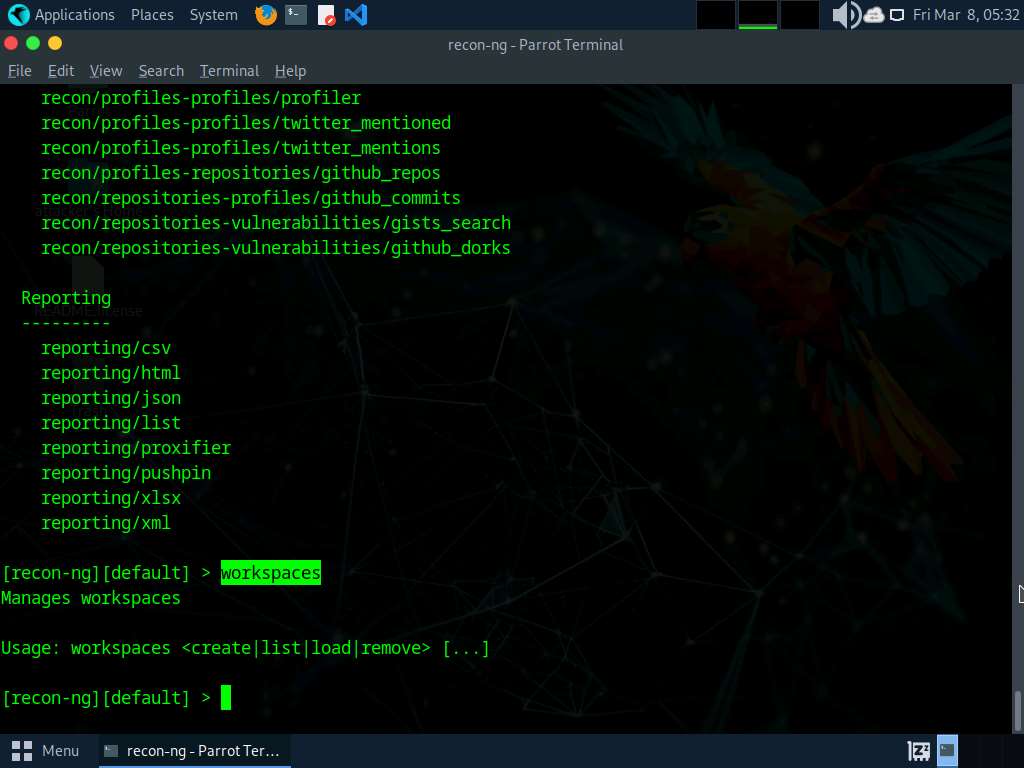 Applications Places System Fri Mar 8, 05:32
recon-ng - Parrot Terminal
File Edit View Search Terminal Help
recon/profiles-profiles/profiler
recon/profiles-profiles/twitter_mentioned
recon/profiles-profiles/twitter_mentions
recon/profiles-repositories/github_repos
recon/repositories-profiles/github_commits
recon/repositories-vulnerabilities/gists_search
recon/repositories-vulnerabilities/github_dorks
Reporting
README.license
---------
reporting/csv
reporting/html
reporting/json
reporting/list
reporting/proxifier
reporting/pushpin
reporting/xlsx
reporting/xml
[recon-ng][default] > workspaces
Manages workspaces
Usage: workspaces <create|list|load|remove> [...]
[recon-ng][default] >
Menu recon-ng - Parrot Ter...